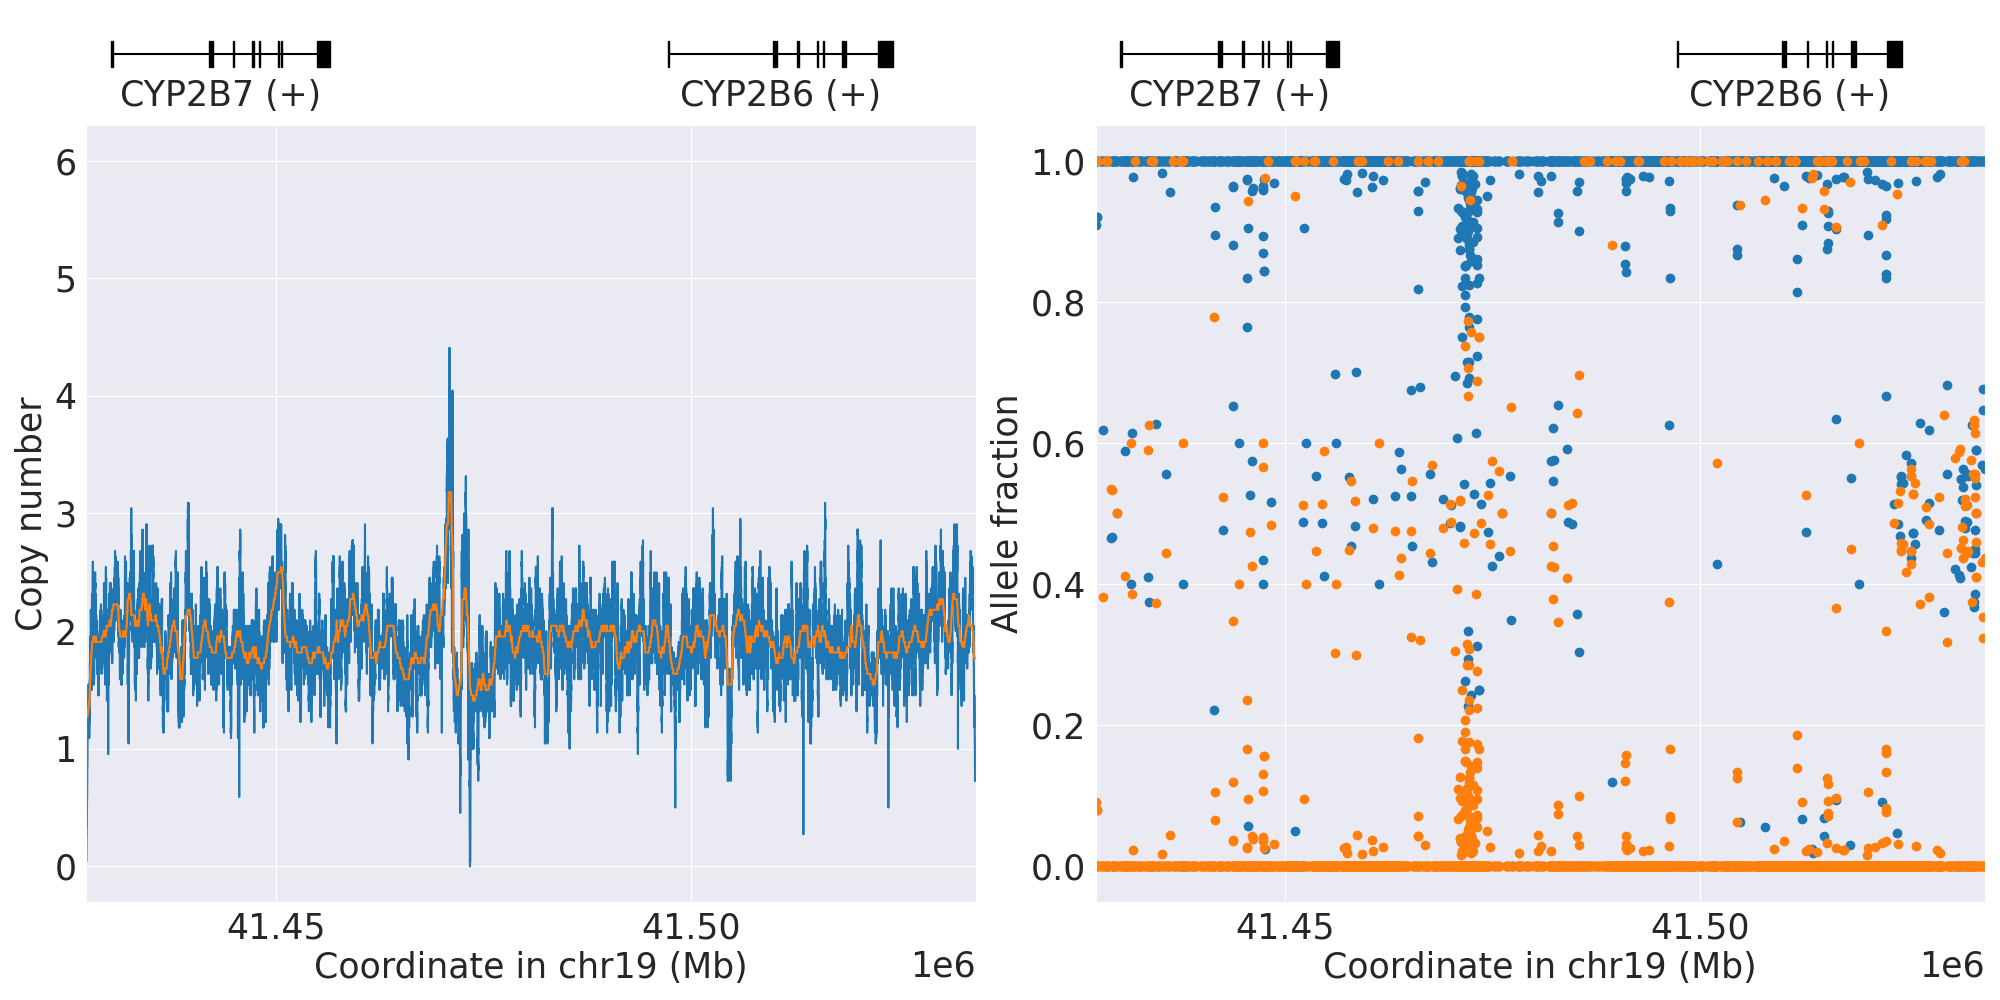 CYP2B7 (+)
CYP2B6 (+)
Copy number
6
5
4
3
2
1
0
41.45
41.50
Coordinate in chr19 (Mb)
1e6
CYP2B7 (+)
CYP2B6 (+)
Allele fraction
1.0
0.8
0.6
0.4
0.2
0.0
41.45
41.50
Coordinate in chr19 (Mb)
1e6